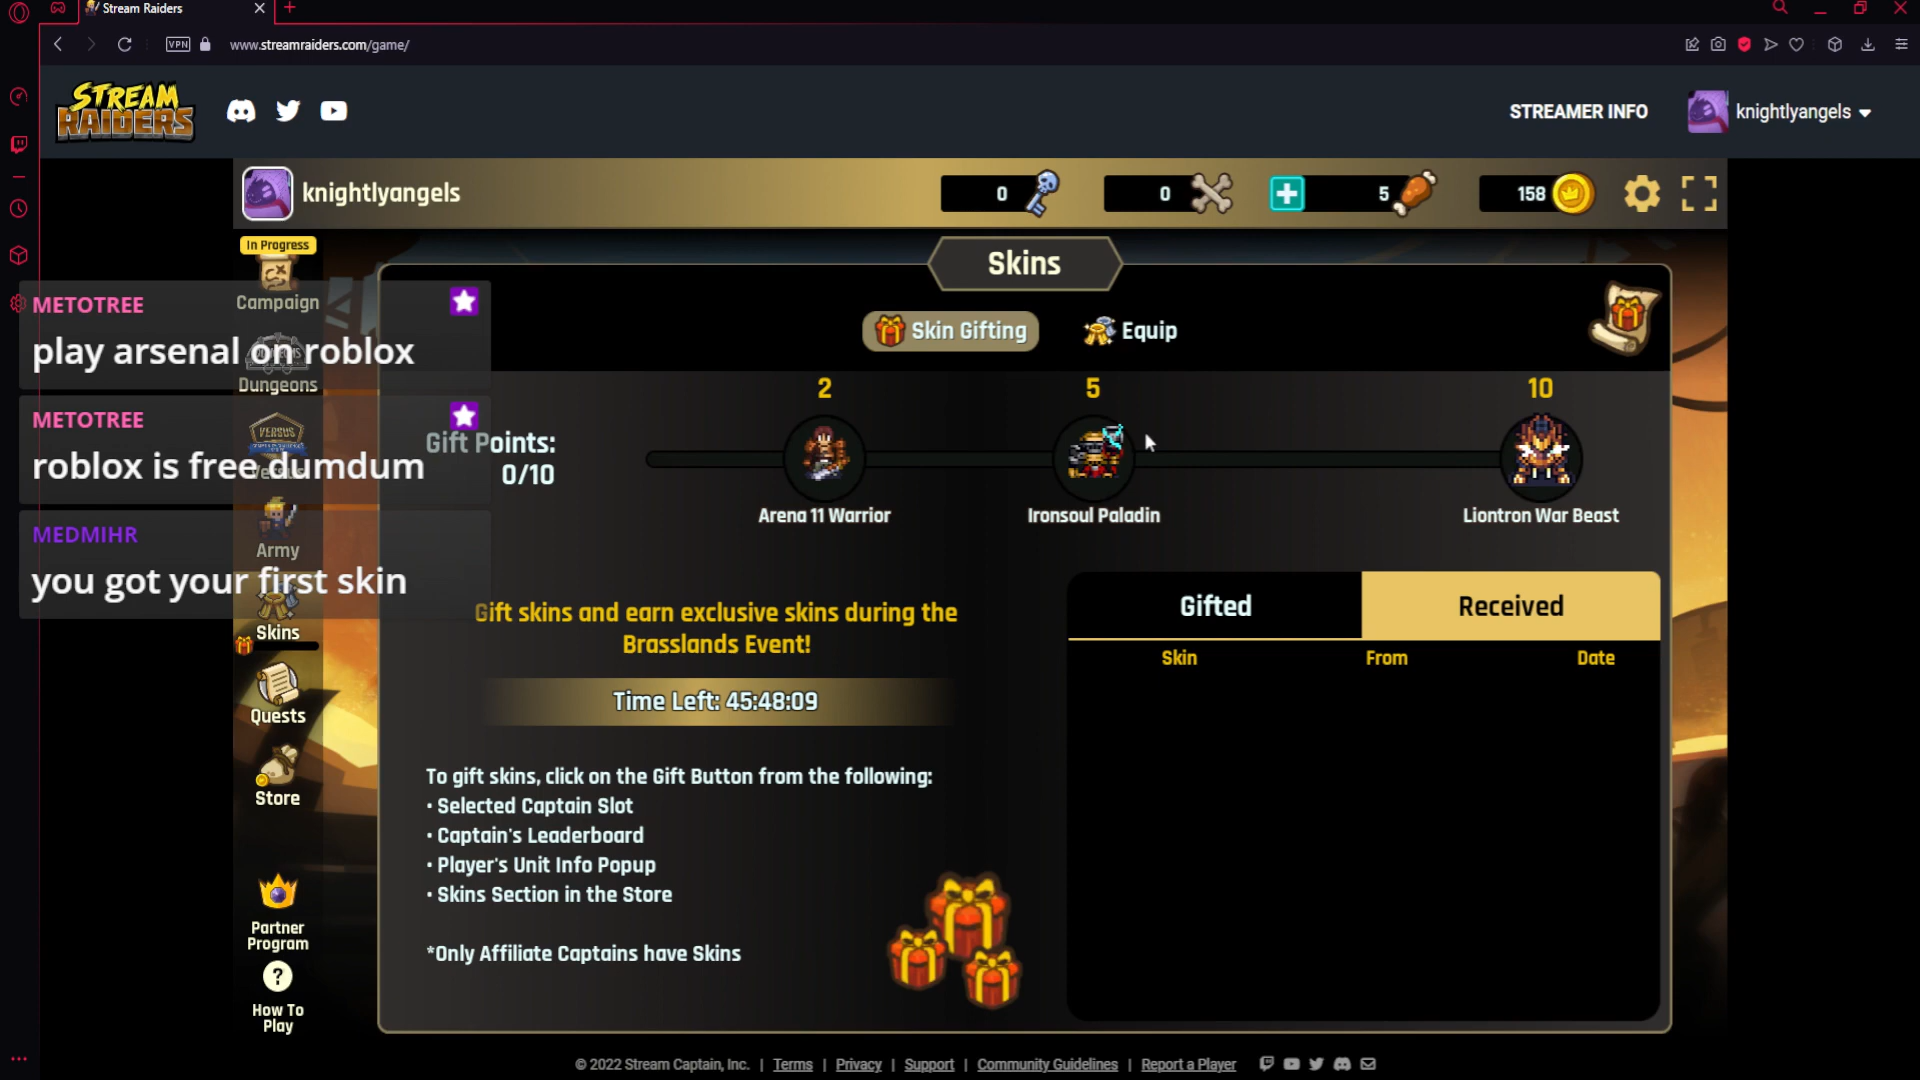 Stream Raiders
VPN
www.streamraiders.com/game/
STREAM
RAIDERS
STREAMER INFO
knightlyangels
knightlyangels
0
0
5
158
In Progress
Campaign
Dungeons
VERSUS
Versus
Army
Skins
Quests
Store
Partner
Program
?
How To
Play
METOTREE
play arsenal on roblox
METOTREE
roblox is free dumdum
MEDMIHR
you got your first skin
Skins
Skin Gifting
Equip
Gift Points:
0/10
2
5
10
Arena 11 Warrior
Ironsoul Paladin
Liontron War Beast
Gift skins and earn exclusive skins during the
Brasslands Event!
Time Left: 45:48:09
To gift skins, click on the Gift Button from the following:
• Selected Captain Slot
• Captain's Leaderboard
• Player's Unit Info Popup
• Skins Section in the Store
*Only Affiliate Captains have Skins
Gifted
Received
Skin
From
Date
© 2022 Stream Captain, Inc. | Terms | Privacy | Support | Community Guidelines | Report a Player